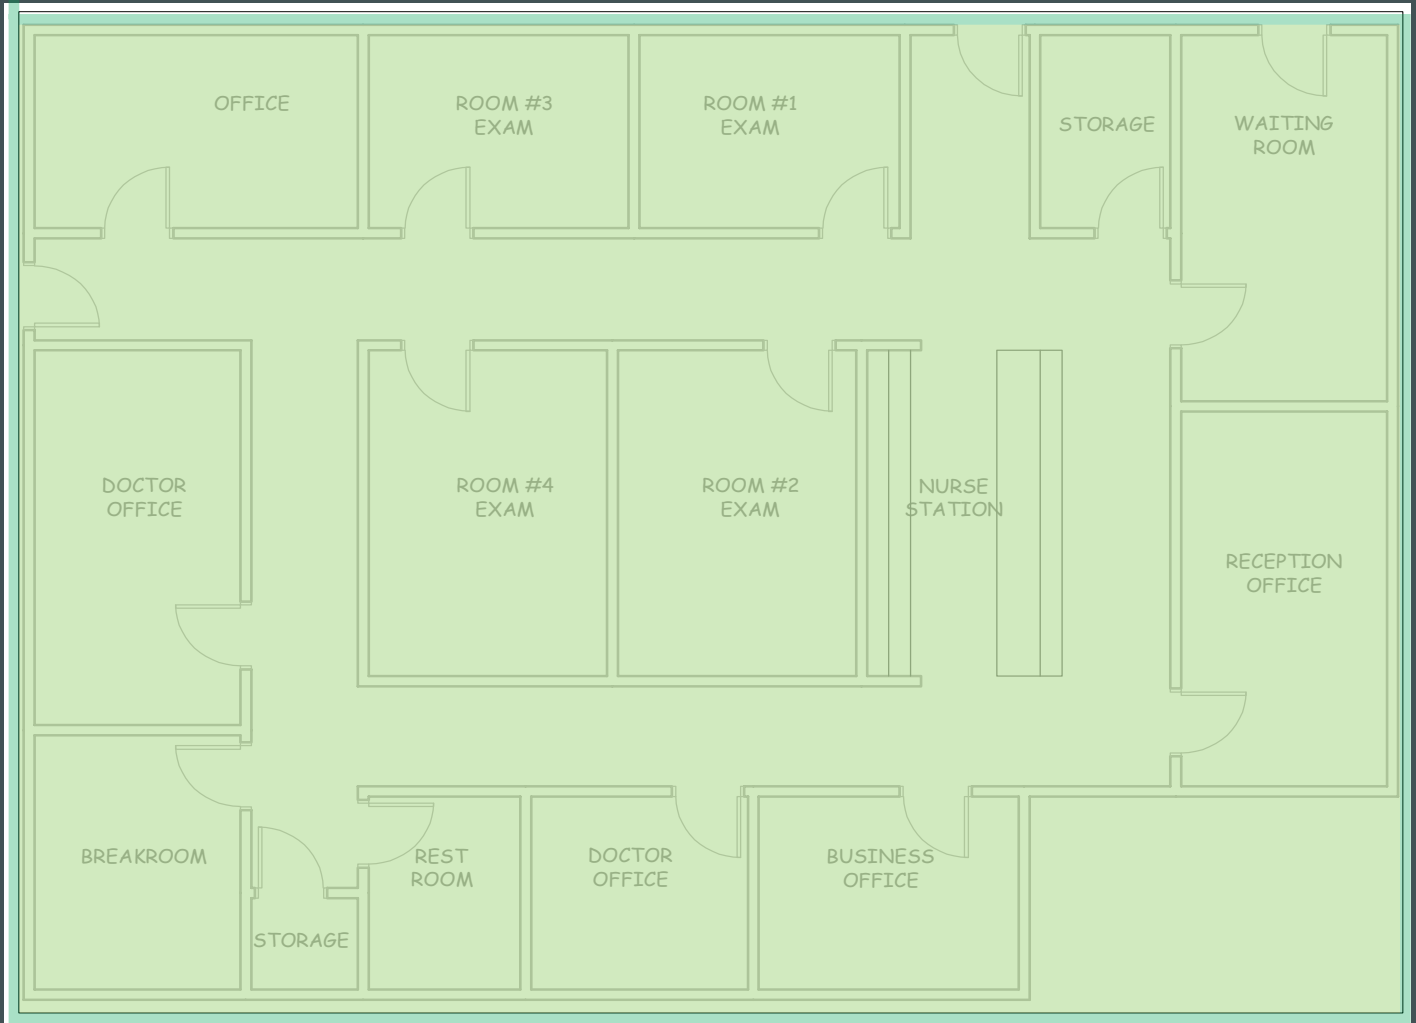 OFFICE
ROOM #3
EXAM
ROOM #1
EXAM
STORAGE
WAITING
ROOM
DOCTOR
OFFICE
ROOM #4
EXAM
ROOM #2
EXAM
NURSE
STATION
RECEPTION
OFFICE
BREAKROOM
STORAGE
REST
ROOM
DOCTOR
OFFICE
BUSINESS
OFFICE